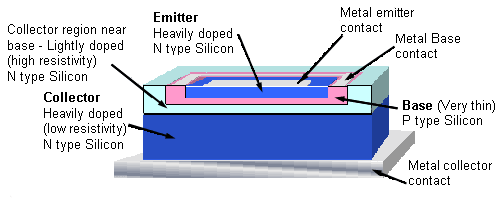 Collector region near
base - Lightly doped
(high resistivity)
N type Silicon
Collector
Heavily doped
(low resistivity)
N type Silicon
Emitter
Heavily doped
N type Silicon
Metal emitter
contact
Metal Base
contact
Base (Very thin)
P type Silicon
Metal collector
contact